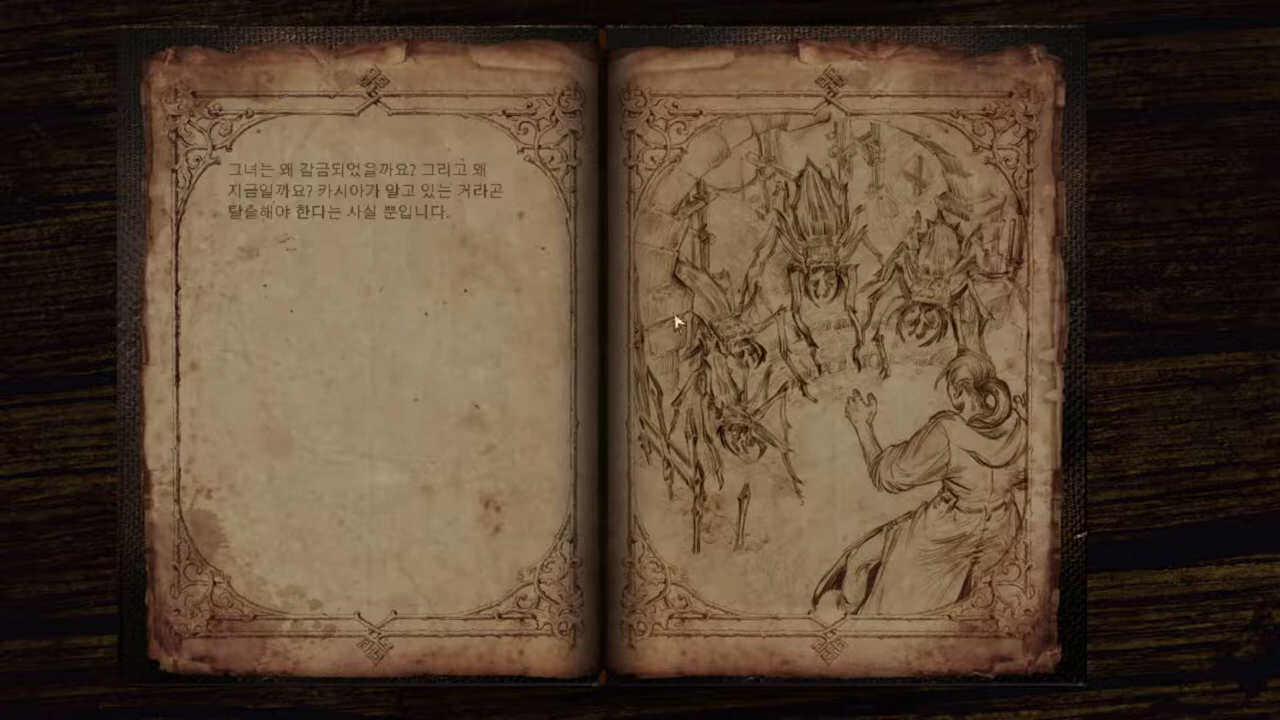 그녀는 왜 감금되었을까요? 그리고 왜
지금일까요? 카시아가 알고 있는 거라곤
탈출해야 한다는 사실 뿐입니다.